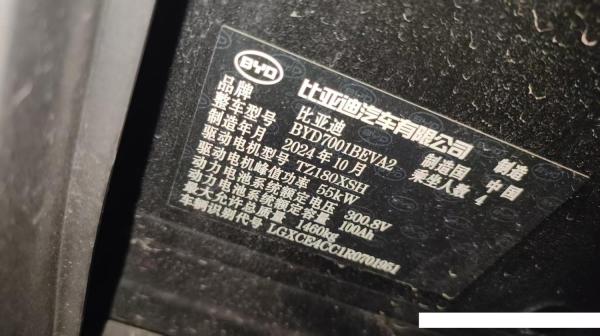 BYD
比亚迪汽车有限公司 制造
品牌 比亚迪 制造国 中国
整车型号 BYD7001BEVA2 乘坐人数 4
制造年月 2024年10月
驱动电机型号 TZ180XSH
驱动电机峰值功率 55kW
动力电池系统额定电压 300.8V
动力电池系统额定容量 100Ah
最大允许总质量 1460kg
车辆识别代号 LGXCE4CC1R0701961